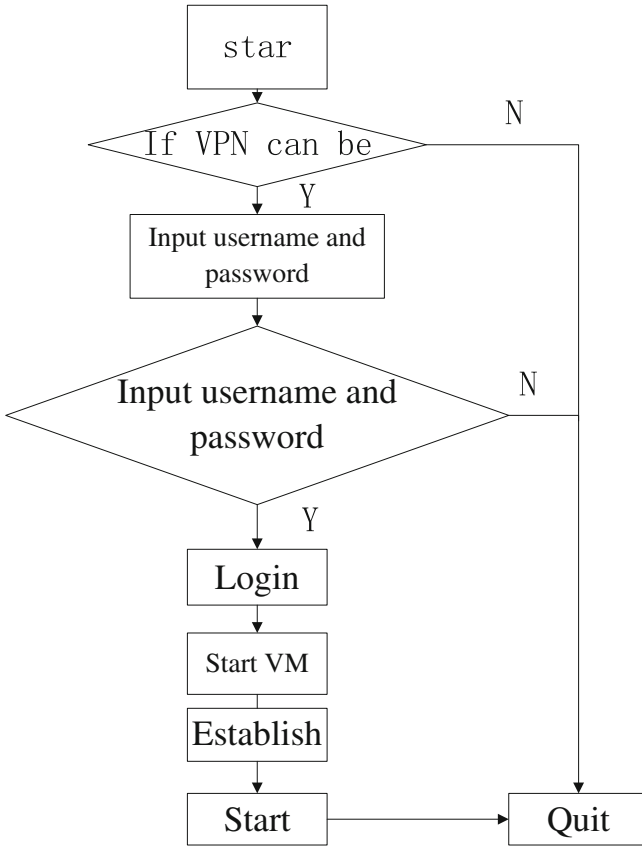 star
If VPN can be
N
Y
Input username and
password
Input username and
password
N
Y
Login
Start VM
Establish
Start
Quit